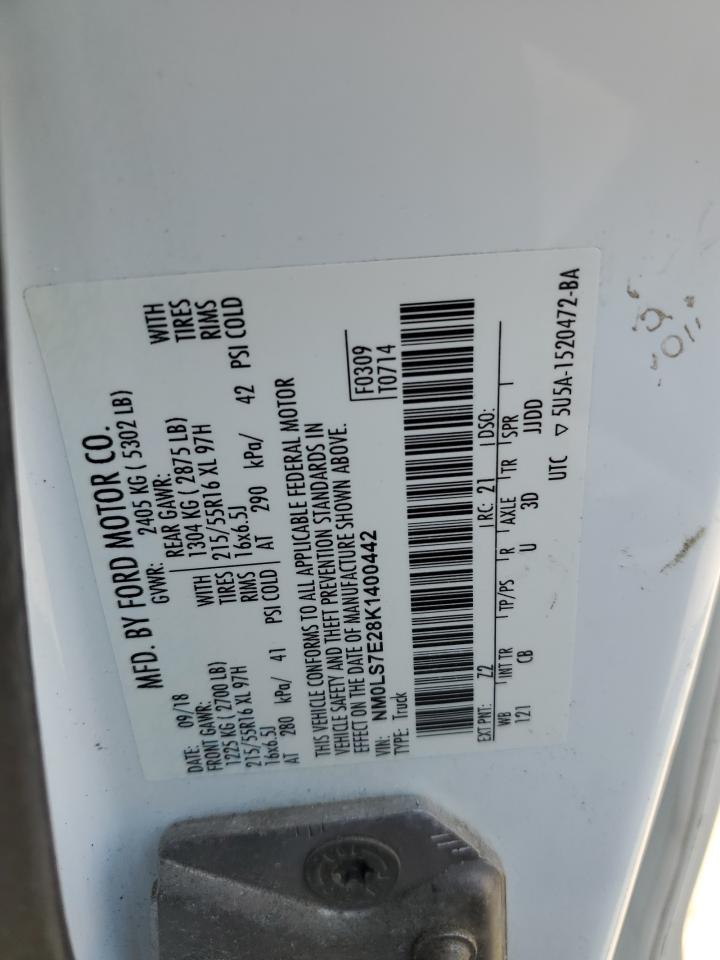 MFD. BY FORD MOTOR CO.
DATE: 09/18 GVWR: 2405 KG ( 5302 LB)
FRONT GAWR: REAR GAWR:
1225 KG ( 2700 LB) WITH 1304 KG ( 2875 LB) WITH
215/55R16 XL 97H TIRES 215/55R16 XL 97H TIRES
16x6.5J RIMS 16x6.5J RIMS
AT 280 kPa/ 41 PSI COLD AT 290 kPa/ 42 PSI COLD
THIS VEHICLE CONFORMS TO ALL APPLICABLE FEDERAL MOTOR
VEHICLE SAFETY AND THEFT PREVENTION STANDARDS IN
EFFECT ON THE DATE OF MANUFACTURE SHOWN ABOVE.
VIN: NM0LS7E28K1400442 F0309
TYPE: Truck T0714
EXT PNT: Z2 RC: 21 DSO:
WB INT TR TP/PS R AXLE TR SPR
121 CB U 3D JJDD
UTC ▽ 5U5A-1520472-BA